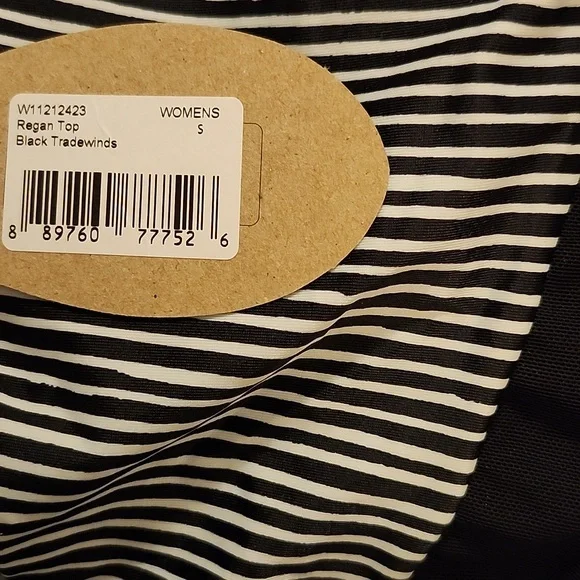 W11212423 WOMENS
Regan Top S
Black Tradewinds
8 89760 77752 6